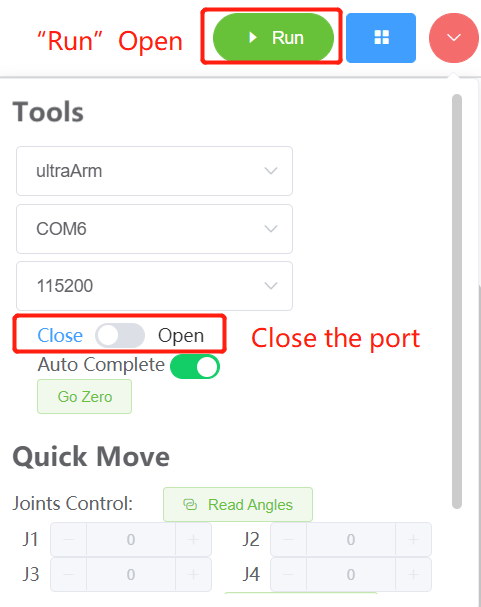 “Run” Open Run
Tools
ultraArm
COM6
115200
Close Open Close the port
Auto Complete
Go Zero
Quick Move
Joints Control: Read Angles
J1 − 0 + J2 − 0 +
J3 − 0 + J4 − 0 +